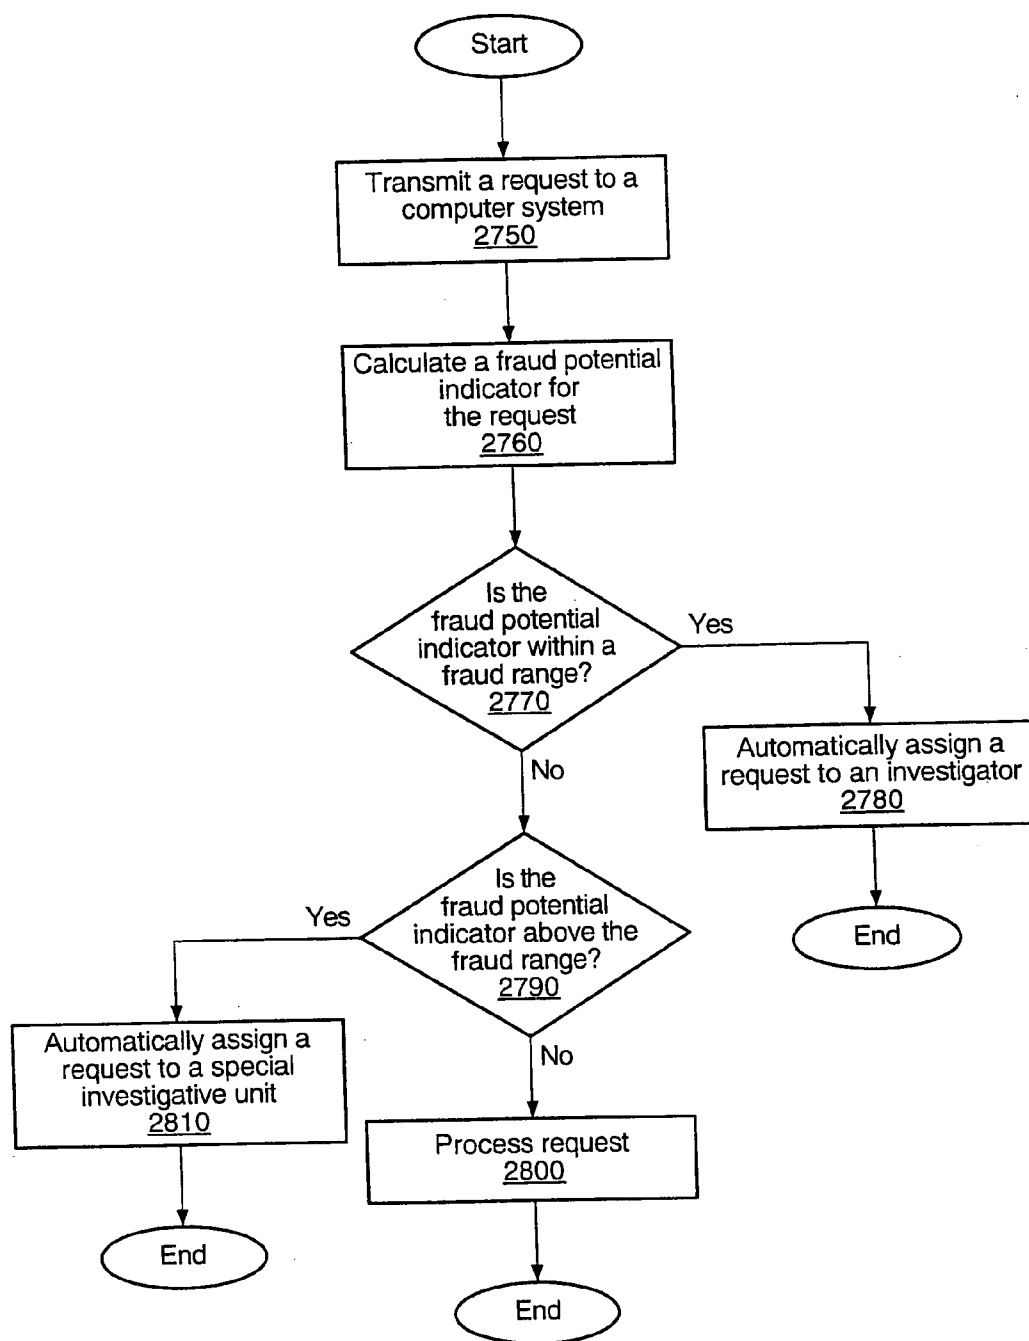 Start
Transmit a request to a
computer system
2750
Calculate a fraud potential
indicator for
the request
2760
Is the
fraud potential
indicator within a
fraud range?
2770
Yes
No
Automatically assign a
request to an investigator
2780
End
Is the
fraud potential
indicator above the
fraud range?
2790
Yes
No
Automatically assign a
request to a special
investigative unit
2810
Process request
2800
End
End